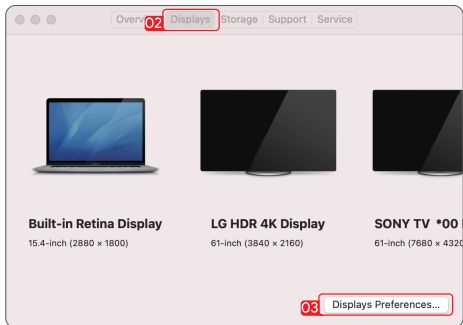 Overv
02
Displays
Storage
Support
Service
Built-in Retina Display
15.4-inch (2880 × 1800)
LG HDR 4K Display
61-inch (3840 × 2160)
SONY TV *00
61-inch (7680 × 4320
03
Displays Preferences...